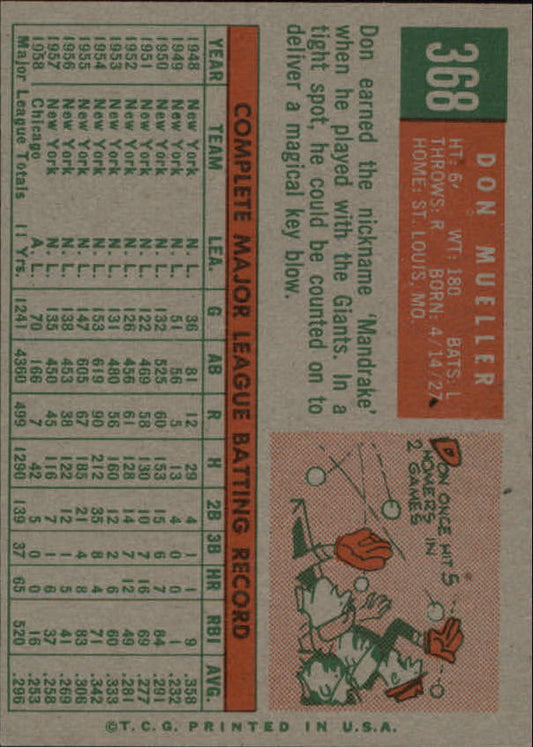 368
DON MUELLER
HT: 6' WT: 180 BATS: L
THROWS: R BORN: 4/14/27
HOME: ST. LOUIS, MO.
Don earned the nickname 'Mandrake'
when he played with the Giants. In a
tight spot, he could be counted on to
deliver a magical key blow.
DON ONCE HIT 5
HOMERS IN
2 GAMES
COMPLETE MAJOR LEAGUE BATTING RECORD
YEAR TEAM LEA G AB R H 2B 3B HR RBI AVG.
1948 New York N. L. 36 81 12 29 4 1 1 9 .358
1949 New York N. L. 51 56 5 13 4 0 0 1 .232
1950 New York N. L. 132 525 60 153 15 6 7 84 .291
1951 New York N. L. 122 469 58 130 10 7 16 69 .277
1952 New York N. L. 126 456 61 128 14 7 12 49 .281
1953 New York N. L. 131 480 56 160 12 2 6 60 .333
1954 New York N. L. 153 619 90 212 35 8 4 71 .342
1955 New York N. L. 147 605 67 185 21 4 8 83 .306
1956 New York N. L. 138 453 38 122 12 1 5 41 .269
1957 New York N. L. 135 450 45 116 7 1 6 37 .258
1958 Chicago A. L. 70 166 7 42 5 0 0 16 .253
Major League Totals 11 Yrs. 1241 4360 499 1290 139 37 65 520 .296
©T. C. G. PRINTED IN U.S.A.